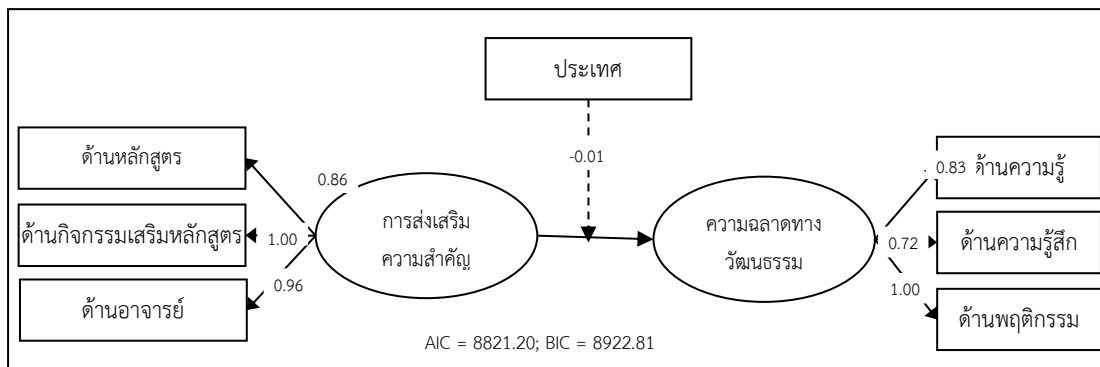 ประเทศ
-0.01
ด้านหลักสูตร
ด้านกิจกรรมเสริมหลักสูตร
ด้านอาจารย์
0.86
1.00
0.96
การส่งเสริม
ความสำคัญ
ความฉลาดทาง
วัฒนธรรม
0.83
0.72
1.00
ด้านความรู้
ด้านความรู้สึก
ด้านพฤติกรรม
AIC = 8821.20; BIC = 8922.81